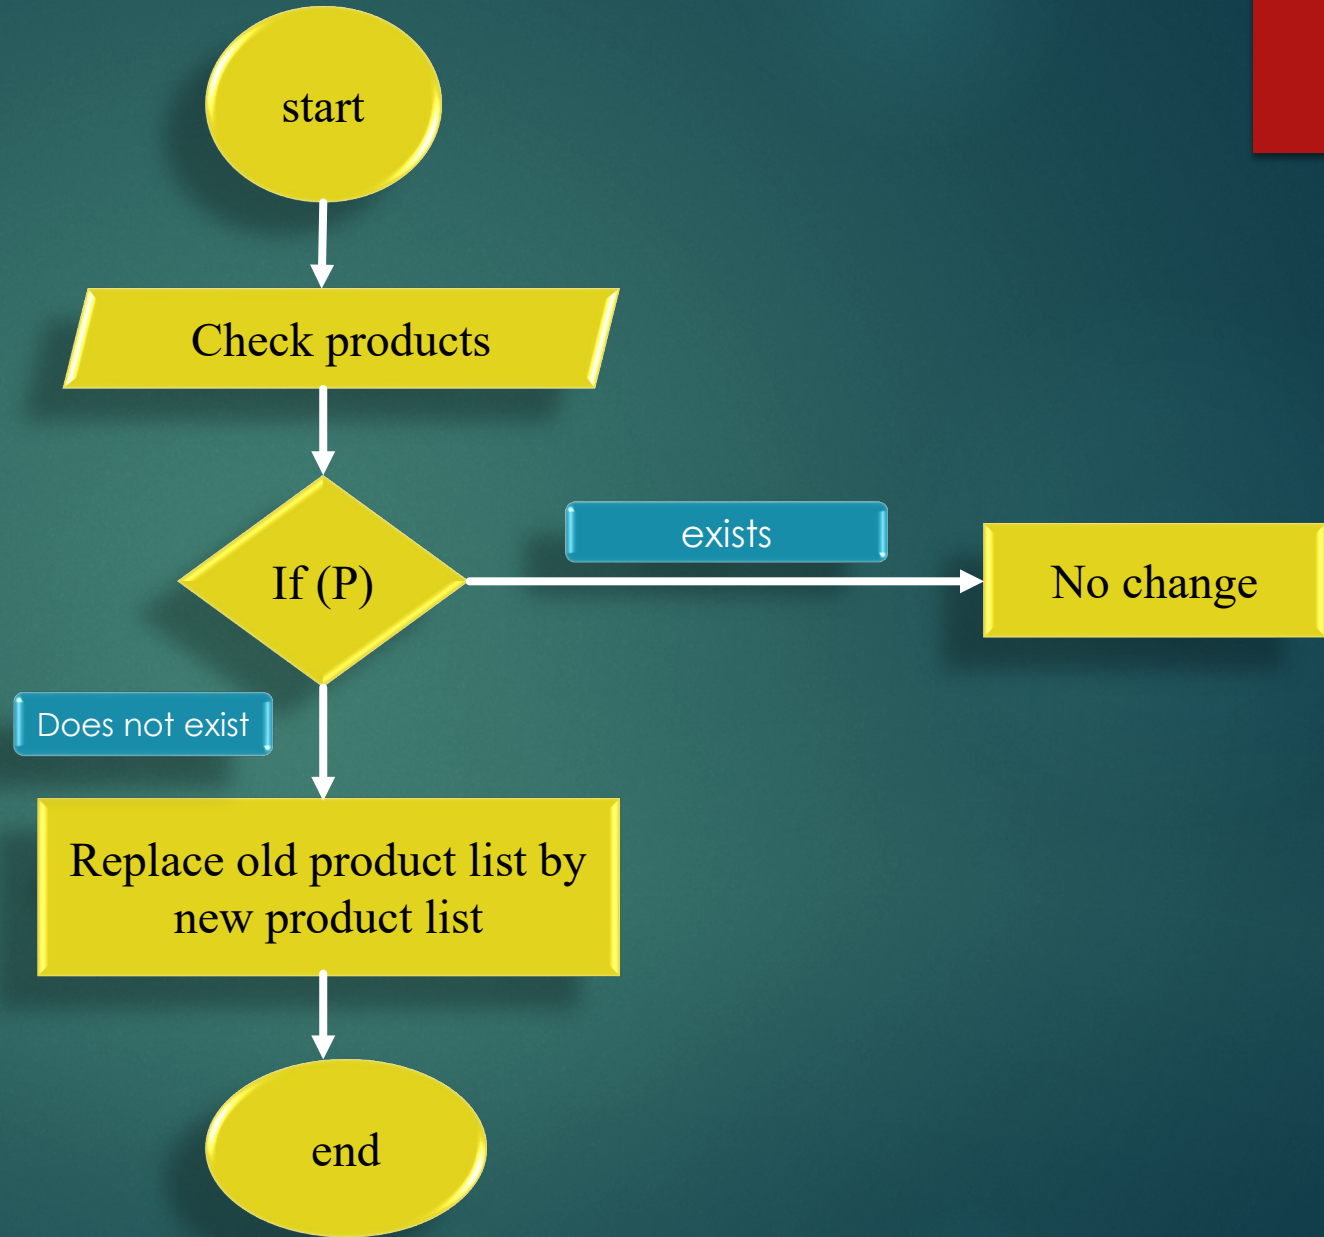 start
Check products
If (P)
exists
No change
Does not exist
Replace old product list by
new product list
end